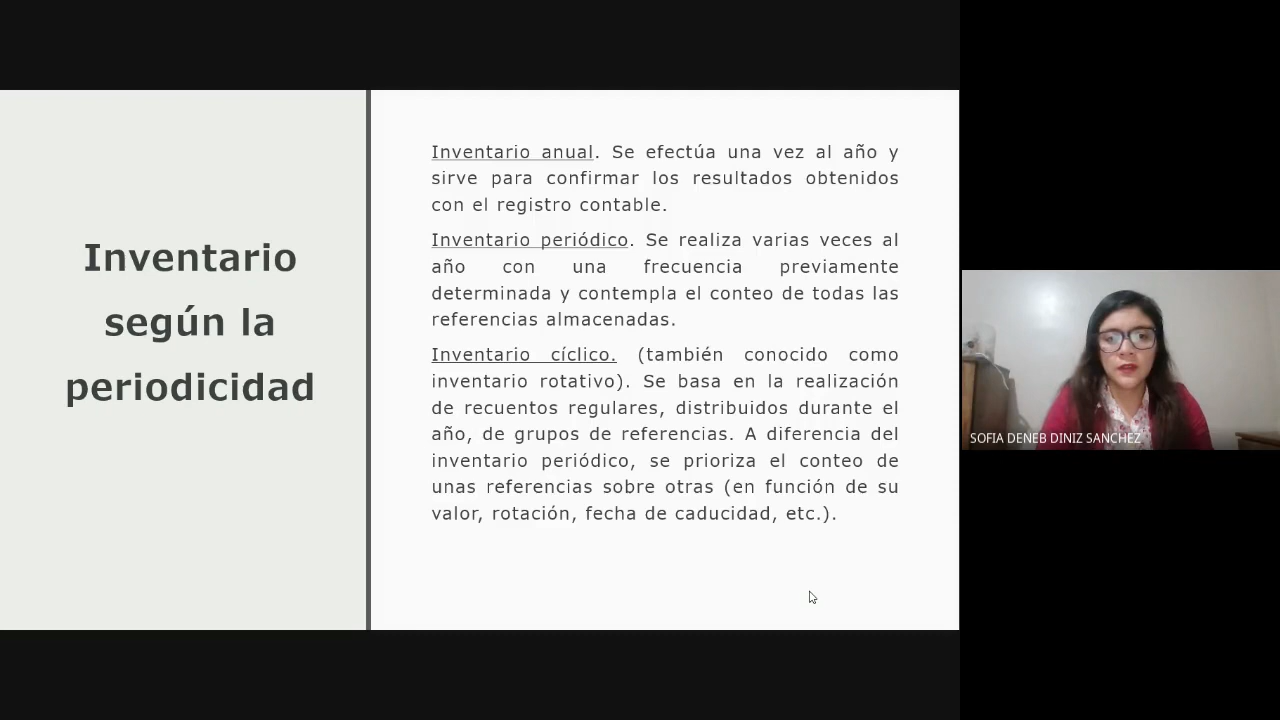 Inventario
según la
periodicidad
Inventario anual. Se efectúa una vez al año y
sirve para confirmar los resultados obtenidos
con el registro contable.
Inventario periódico. Se realiza varias veces al
año con una frecuencia previamente
determinada y contempla el conteo de todas las
referencias almacenadas.
Inventario cíclico. (también conocido como
inventario rotativo). Se basa en la realización
de recuentos regulares, distribuidos durante el
año, de grupos de referencias. A diferencia del
inventario periódico, se prioriza el conteo de
unas referencias sobre otras (en función de su
valor, rotación, fecha de caducidad, etc.).
SOFIA DENEB DINIZ SANCHEZ